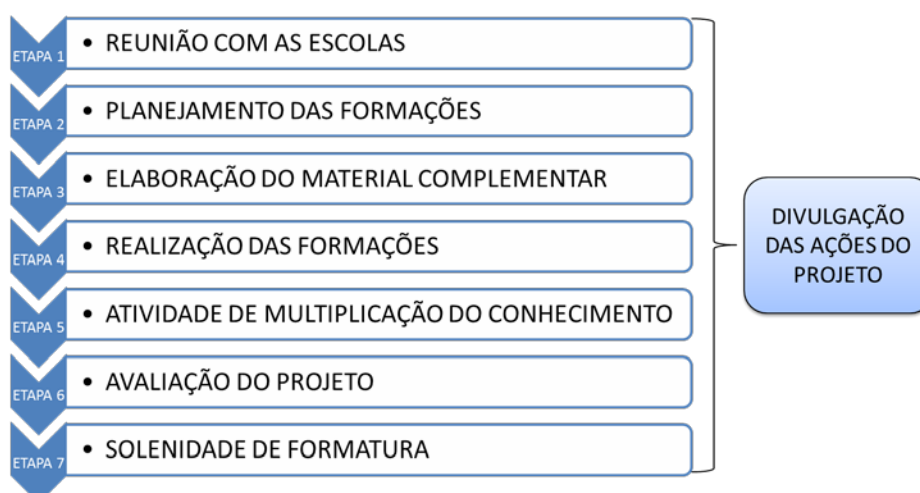 ETAPA 1
• REUNIÃO COM AS ESCOLAS
ETAPA 2
• PLANEJAMENTO DAS FORMAÇÕES
ETAPA 3
• ELABORAÇÃO DO MATERIAL COMPLEMENTAR
ETAPA 4
• REALIZAÇÃO DAS FORMAÇÕES
ETAPA 5
• ATIVIDADE DE MULTIPLICAÇÃO DO CONHECIMENTO
ETAPA 6
• AVALIAÇÃO DO PROJETO
ETAPA 7
• SOLENIDADE DE FORMATURA
DIVULGAÇÃO
DAS AÇÕES DO
PROJETO